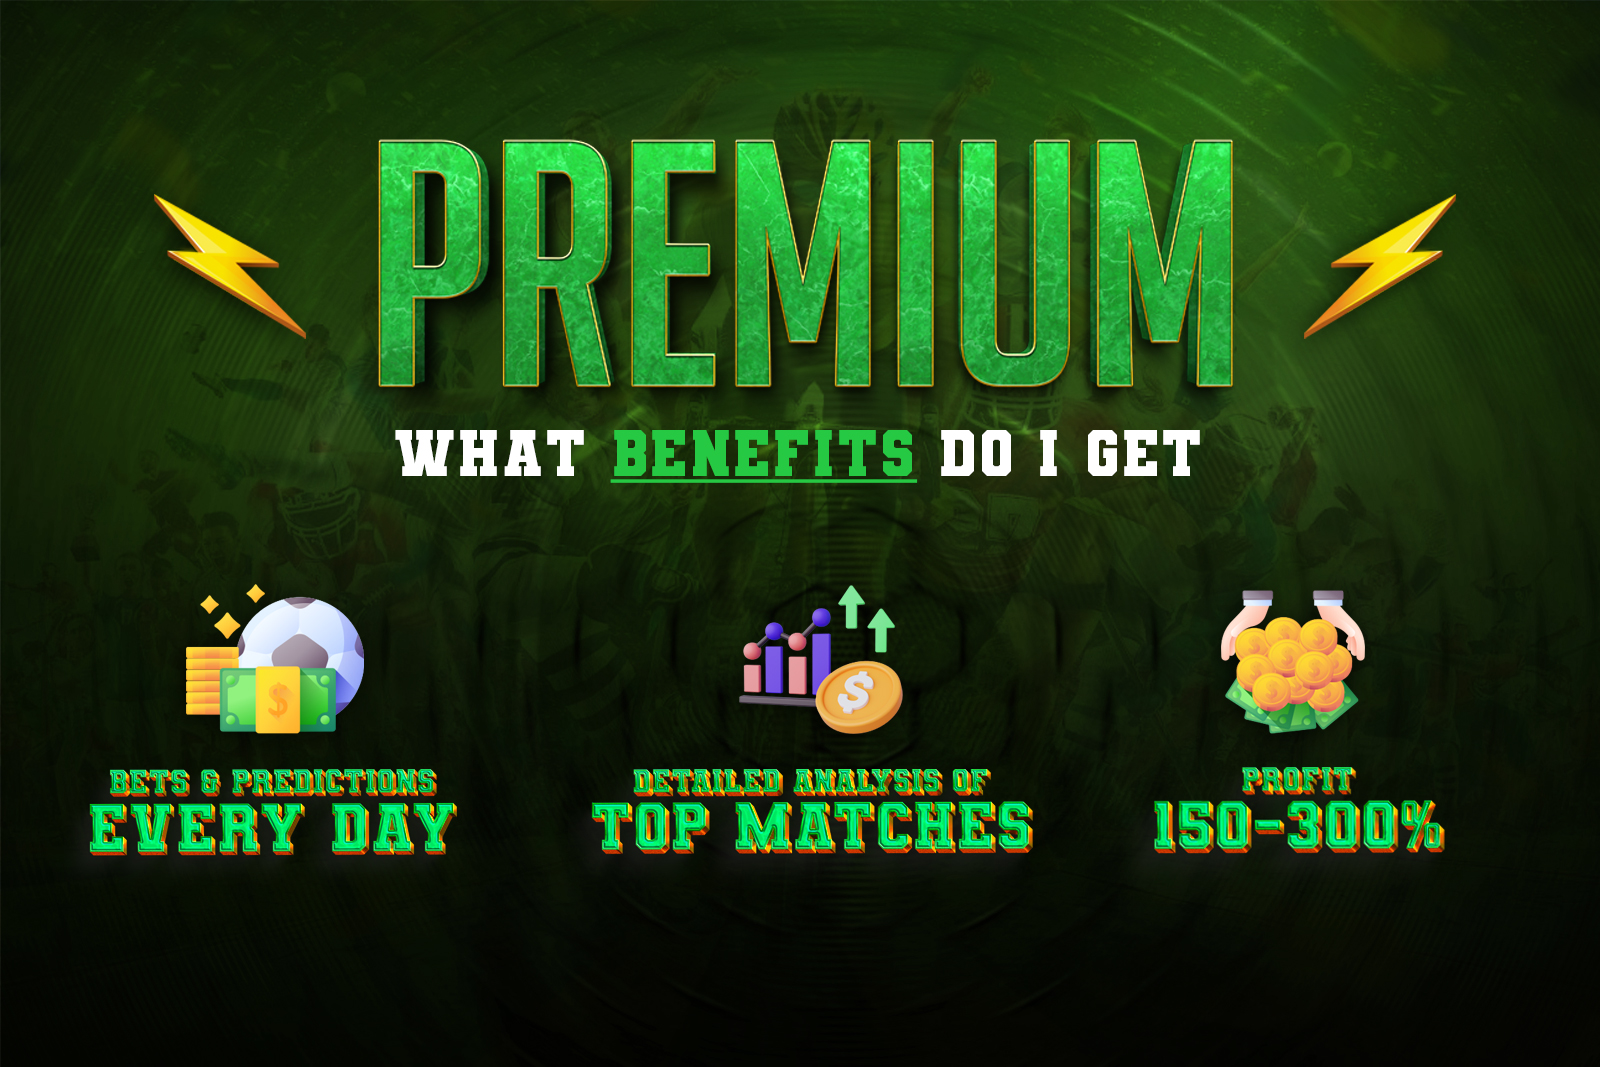 PREMIUM
WHAT BENEFITS DO I GET
BETS & PREDICTIONS
EVERY DAY
DETAILED ANALYSIS OF
TOP MATCHES
PROFIT
150-300%